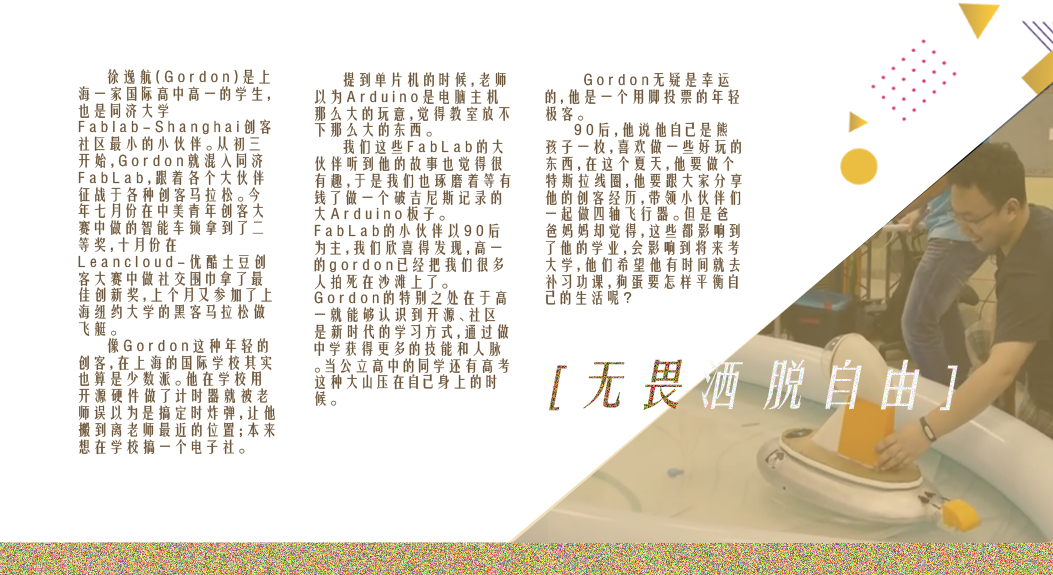 徐逸航(Gordon)是上
海一家国际高中高一的学生,
也是同济大学
Fablab-Shanghai创客
社区最小的小伙伴。从初三
开始,Gordon就混入同济
FabLab,跟着各个大伙伴
征战于各种创客马拉松。今
年七月份在中美青年创客大
赛中做的智能车锁拿到了二
等奖,十月份在
Leancloud-优酷土豆创
客大赛中做社交围巾拿了最
佳创新奖,上个月又参加了上
海纽约大学的黑客马拉松做
飞艇。
像Gordon这种年轻的
创客,在上海的国际学校其实
也算是少数派。他在学校用
开源硬件做了计时器就被老
师误以为是搞定时炸弹,让他
搬到离老师最近的位置;本来
想在学校搞一个电子社。
提到单片机的时候,老师
以为Arduino是电脑主机
那么大的玩意,觉得教室放不
下那么大的东西。
我们这些FabLab的大
伙伴听到他的故事也觉得很
有趣,于是我们也琢磨着等有
钱了做一个破吉尼斯记录的
大Arduino板子。
FabLab的小伙伴以90后
为主,我们欣喜得发现,高一
的gordon已经把我们很多
人拍死在沙滩上了。
Gordon的特别之处在于高
一就能够认识到开源、社区
是新时代的学习方式,通过做
中学获得更多的技能和人脉
。当公立高中的同学还有高考
这种大山压在自己身上的时
候。
Gordon无疑是幸运
的,他是一个用脚投票的年轻
极客。
90后,他说他自己是熊
孩子一枚,喜欢做一些好玩的
东西,在这个夏天,他要做个
特斯拉线圈,他要跟大家分享
他的创客经历,带领小伙伴们
一起做四轴飞行器。但是爸
爸妈妈却觉得,这些都影响到
了他的学业,会影响到将来考
大学,他们希望他有时间就去
补习功课,狗蛋要怎样平衡自
己的生活呢?
[无畏洒脱自由]